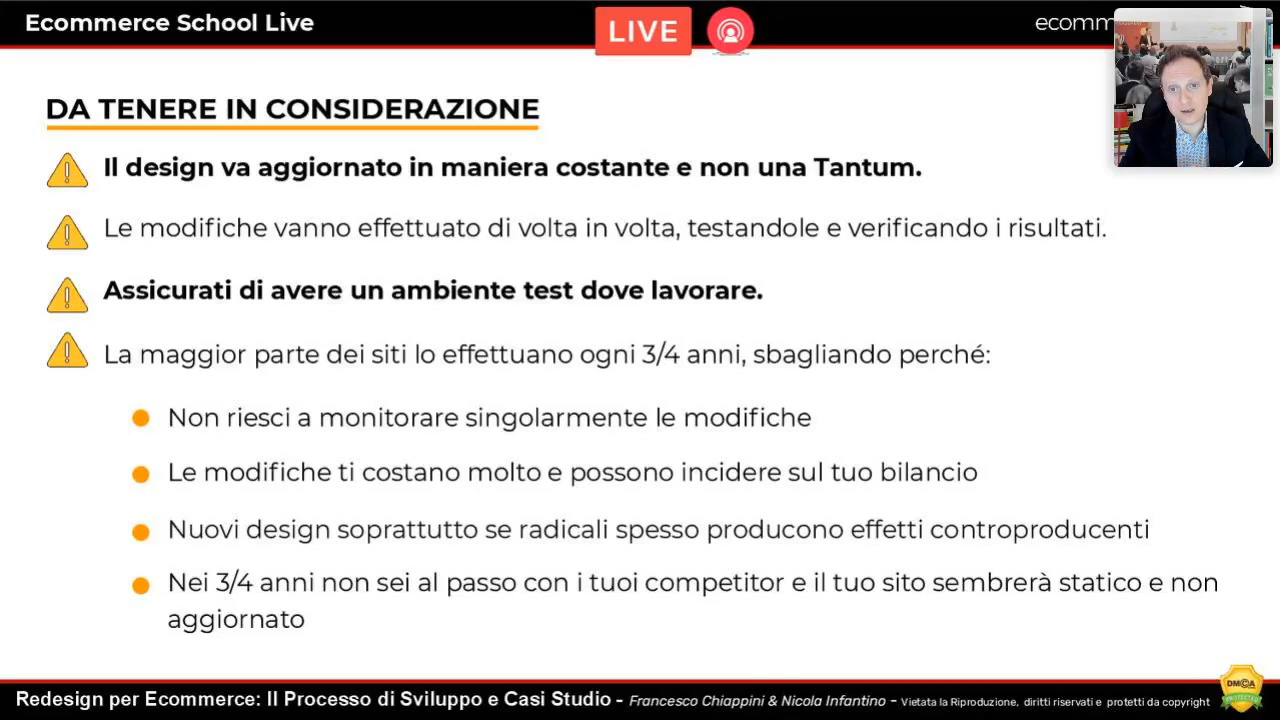 Ecommerce School Live
LIVE
DA TENERE IN CONSIDERAZIONE
Il design va aggiornato in maniera costante e non una Tantum.
Le modifiche vanno effettuato di volta in volta, testandole e verificando i risultati.
Assicurati di avere un ambiente test dove lavorare.
La maggior parte dei siti lo effettuano ogni 3/4 anni, sbagliando perché:
Non riesci a monitorare singolarmente le modifiche
Le modifiche ti costano molto e possono incidere sul tuo bilancio
Nuovi design soprattutto se radicali spesso producono effetti controproducenti
Nei 3/4 anni non sei al passo con i tuoi competitor e il tuo sito sembrerà statico e non
aggiornato
Redesign per Ecommerce: Il Processo di Sviluppo e Casi Studio - Francesco Chiappini & Nicola Infantino - Vietata la Riproduzione, diritti riservati e protetti da copyright
DMCA
PROTECTED